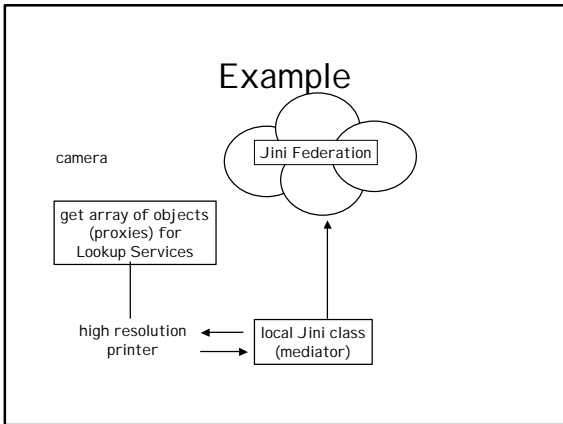 Example
Jini Federation
camera
get array of objects
(proxies) for
Lookup Services
high resolution
printer
local Jini class
(mediator)